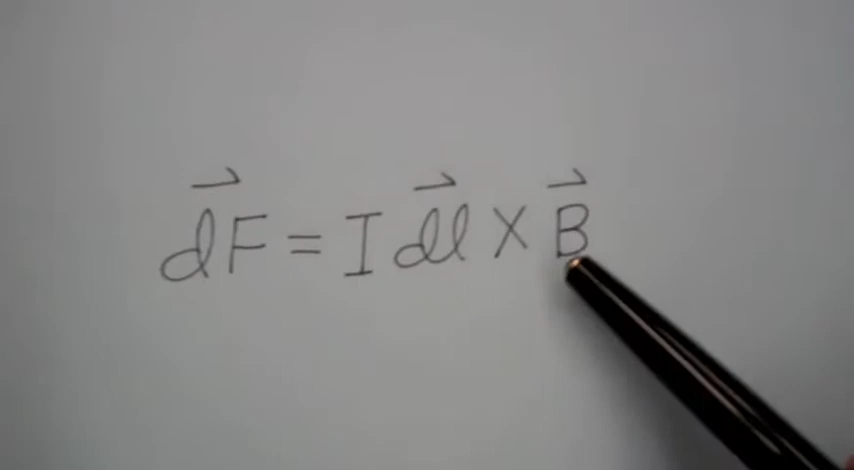 d⃗F = I d⃗l × B⃗